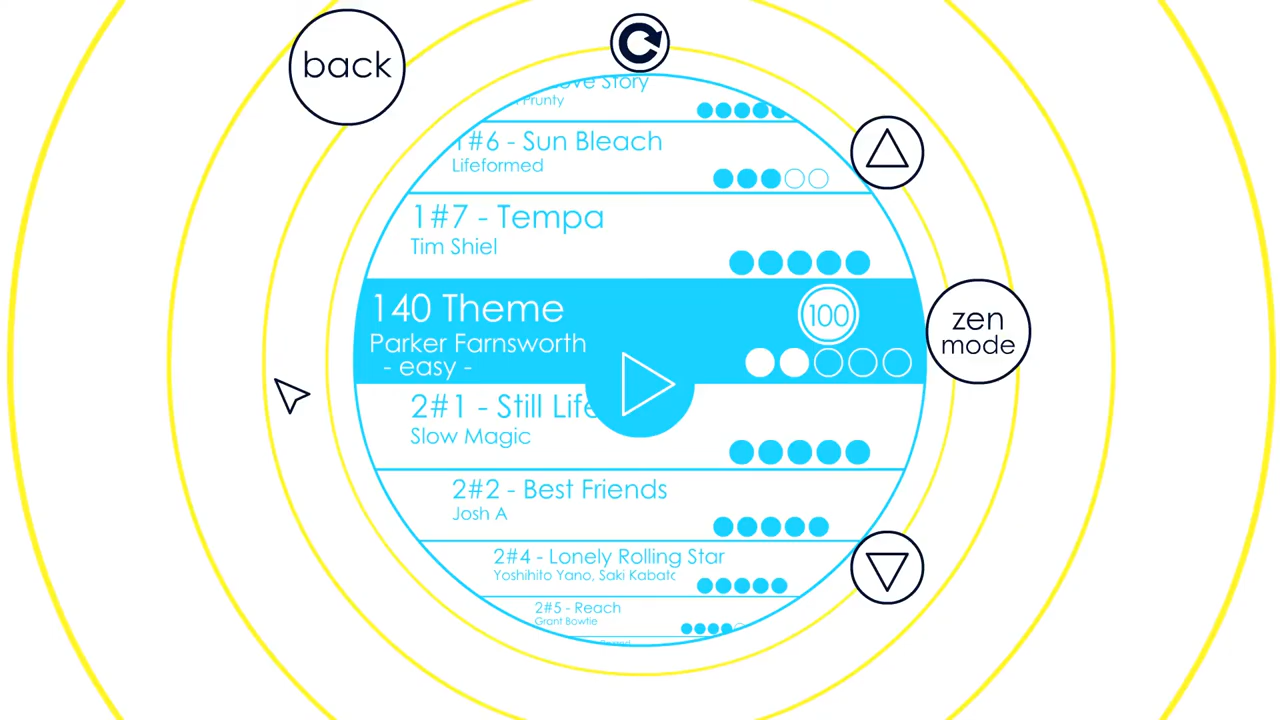 back
ove Story
Prunty
1#6 - Sun Bleach
Lifeformed
1#7 - Tempa
Tim Shiel
140 Theme
100
Parker Farnsworth
- easy -
zen
mode
2#1 - Still Life
Slow Magic
2#2 - Best Friends
Josh A
2#4 - Lonely Rolling Star
Yoshihito Yano, Saki Kabata
2#5 - Reach
Grant Bowtie